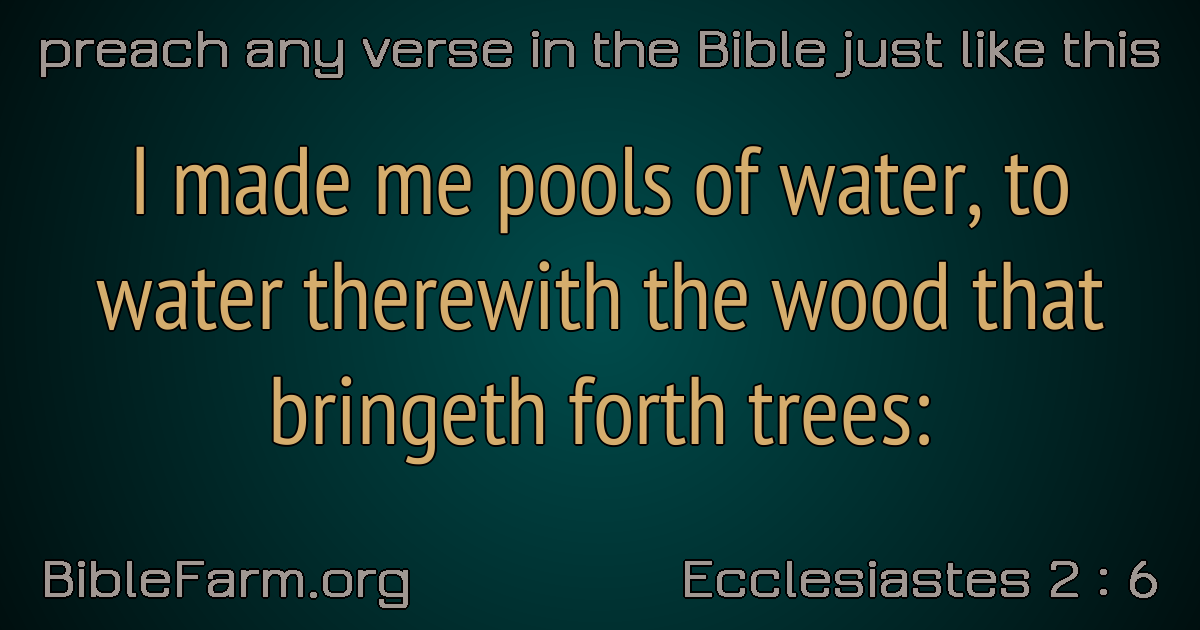 preach any verse in the Bible just like this
I made me pools of water, to
water therewith the wood that
bringeth forth trees:
BibleFarm.org
Ecclesiastes 2 : 6